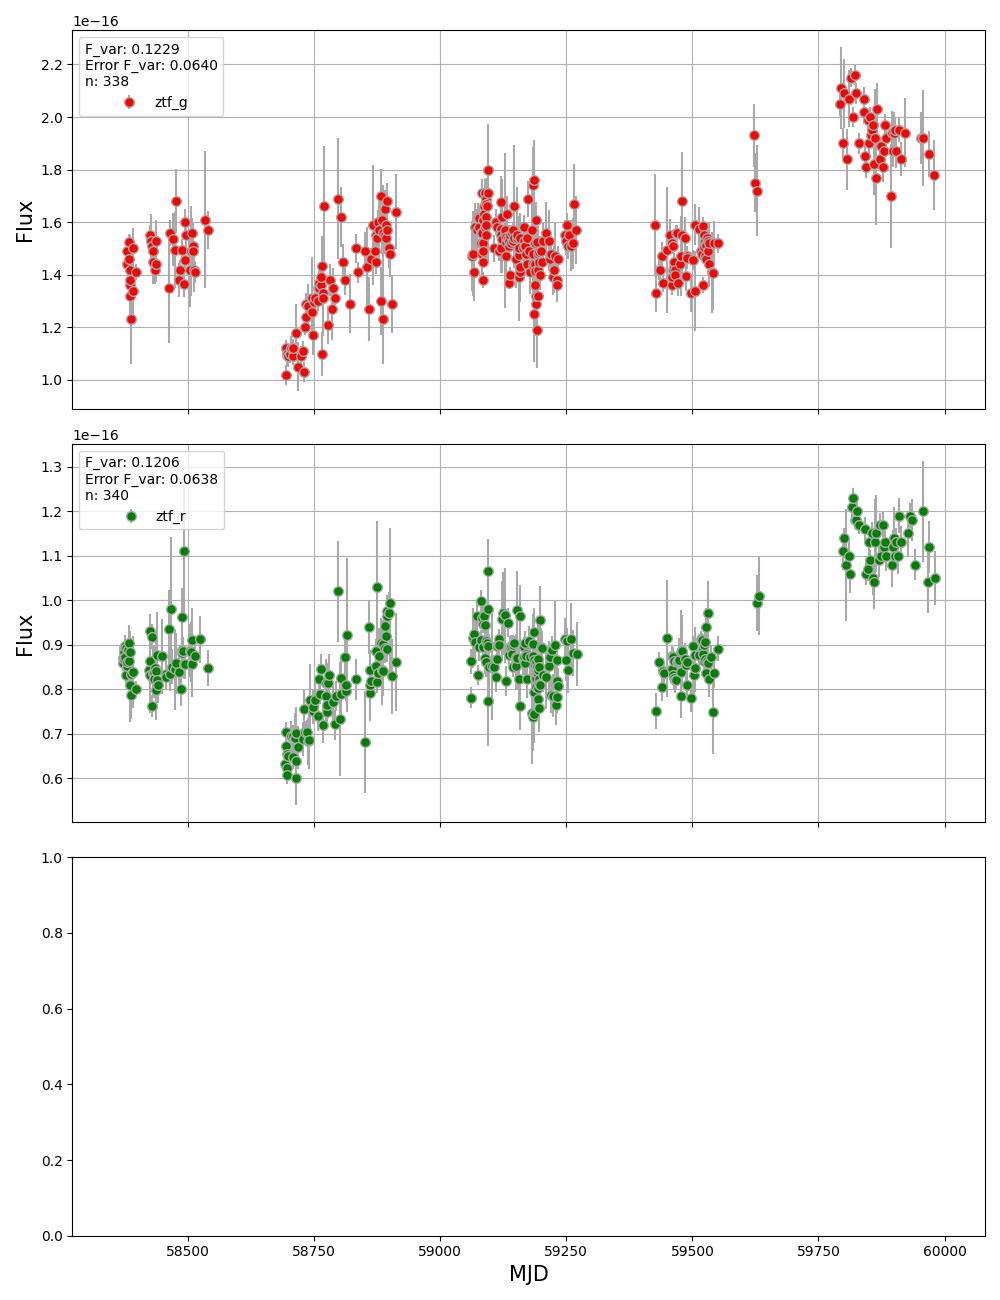 1e−16
F_var: 0.1229
Error F_var: 0.0640
n: 338
ztf_g
2.2
2.0
1.8
1.6
1.4
1.2
1.0
Flux
1e−16
F_var: 0.1206
Error F_var: 0.0638
n: 340
ztf_r
1.3
1.2
1.1
1.0
0.9
0.8
0.7
0.6
Flux
1.0
0.8
0.6
0.4
0.2
0.0
58500 58750 59000 59250 59500 59750 60000
MJD